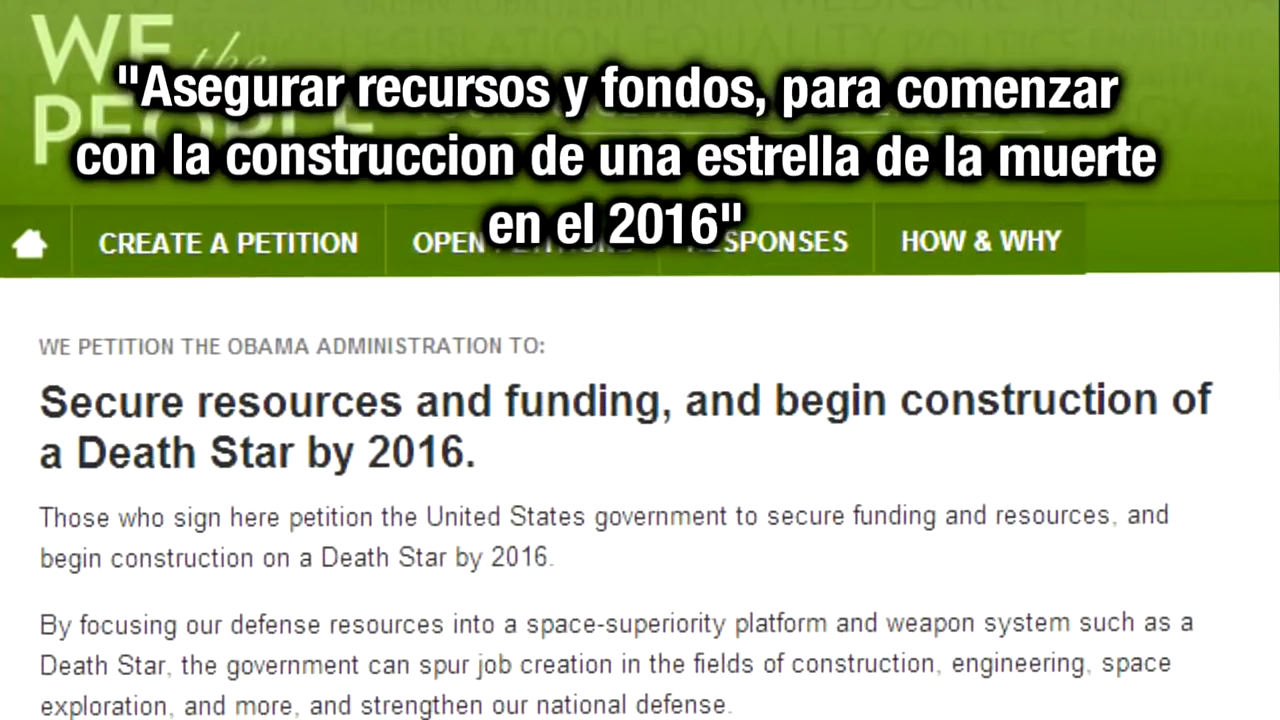 WE the
PEOPLE
"Asegurar recursos y fondos, para comenzar
con la construccion de una estrella de la muerte
en el 2016"
CREATE A PETITION OPEN HOW & WHY
WE PETITION THE OBAMA ADMINISTRATION TO:
Secure resources and funding, and begin construction of
a Death Star by 2016.
Those who sign here petition the United States government to secure funding and resources, and
begin construction on a Death Star by 2016.
By focusing our defense resources into a space-superiority platform and weapon system such as a
Death Star, the government can spur job creation in the fields of construction, engineering, space
exploration, and more, and strengthen our national defense.